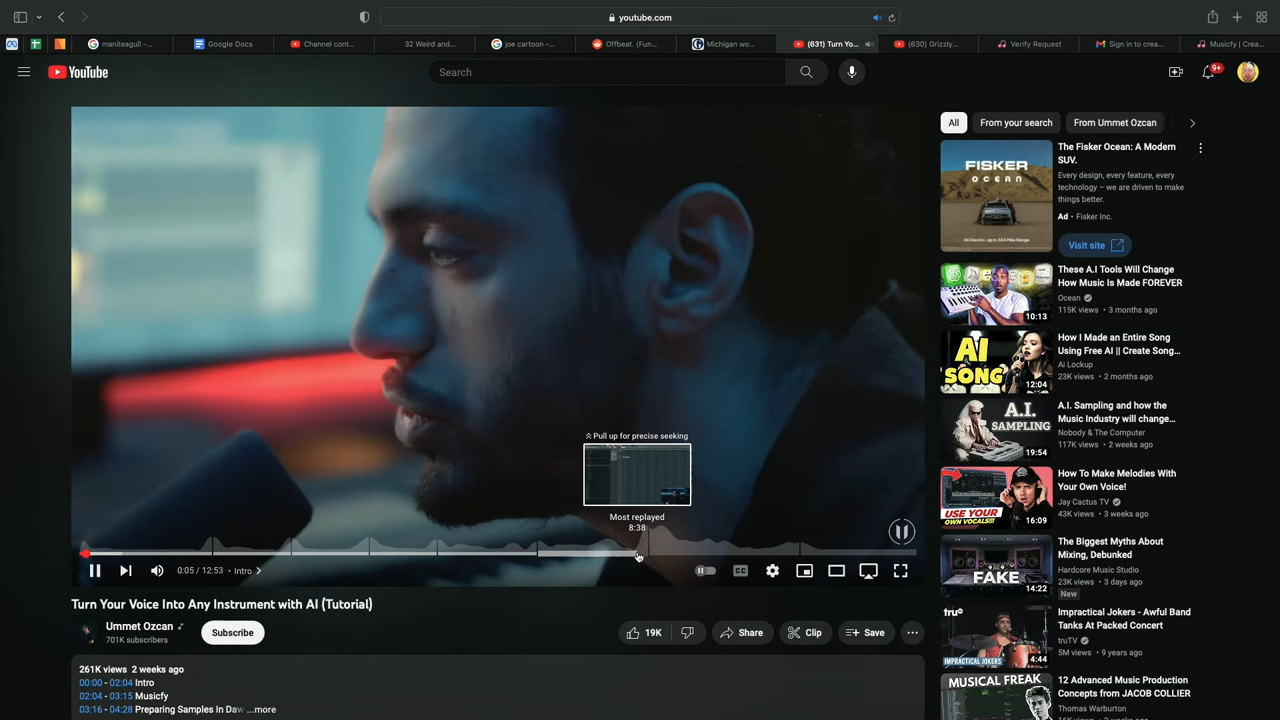 youtube.com
maniteagull -...
Google Docs
Channel cont...
32 Weird and...
joe cartoon -...
Offbeat. (Fun...
Michigan wo...
(631) Turn Yo...
(630) Grizzly...
Verify Request
Sign in to crea...
Musicfy | Crea...
YouTube
Search
9+
All
From your search
From Ummet Ozcan
FISKER
OCEAN
The Fisker Ocean: A Modern
SUV.
Every design, every feature, every
technology – we are driven to make
things better.
Ad · Fisker Inc.
Visit site
These A.I Tools Will Change
How Music Is Made FOREVER
Ocean
115K views • 3 months ago
10:13
AI
SONG
12:04
How I Made an Entire Song
Using Free AI || Create Song...
Ai Lockup
23K views • 2 months ago
A.I.
SAMPLING
19:54
A.I. Sampling and how the
Music Industry will change...
Nobody & The Computer
117K views • 2 weeks ago
USE YOUR
OWN VOCALS!!!
16:09
How To Make Melodies With
Your Own Voice!
Jay Cactus TV
43K views • 3 weeks ago
FAKE
14:22
The Biggest Myths About
Mixing, Debunked
Hardcore Music Studio
23K views • 3 days ago
New
tru
IMPRACTICAL JOKERS
4:44
Impractical Jokers - Awful Band
Tanks At Packed Concert
truTV
5M views • 9 years ago
MUSICAL FREAK
12 Advanced Music Production
Concepts from JACOB COLLIER
Thomas Warburton
Pull up for precise seeking
Most replayed
8:38
0:05 / 12:53 • Intro
CC
Turn Your Voice Into Any Instrument with AI (Tutorial)
Ummet Ozcan
701K subscribers
Subscribe
19K
Share
Clip
Save
261K views 2 weeks ago
00:00 - 02:04 Intro
02:04 - 03:15 Musicfy
03:16 - 04:28 Preparing Samples In Daw ...more